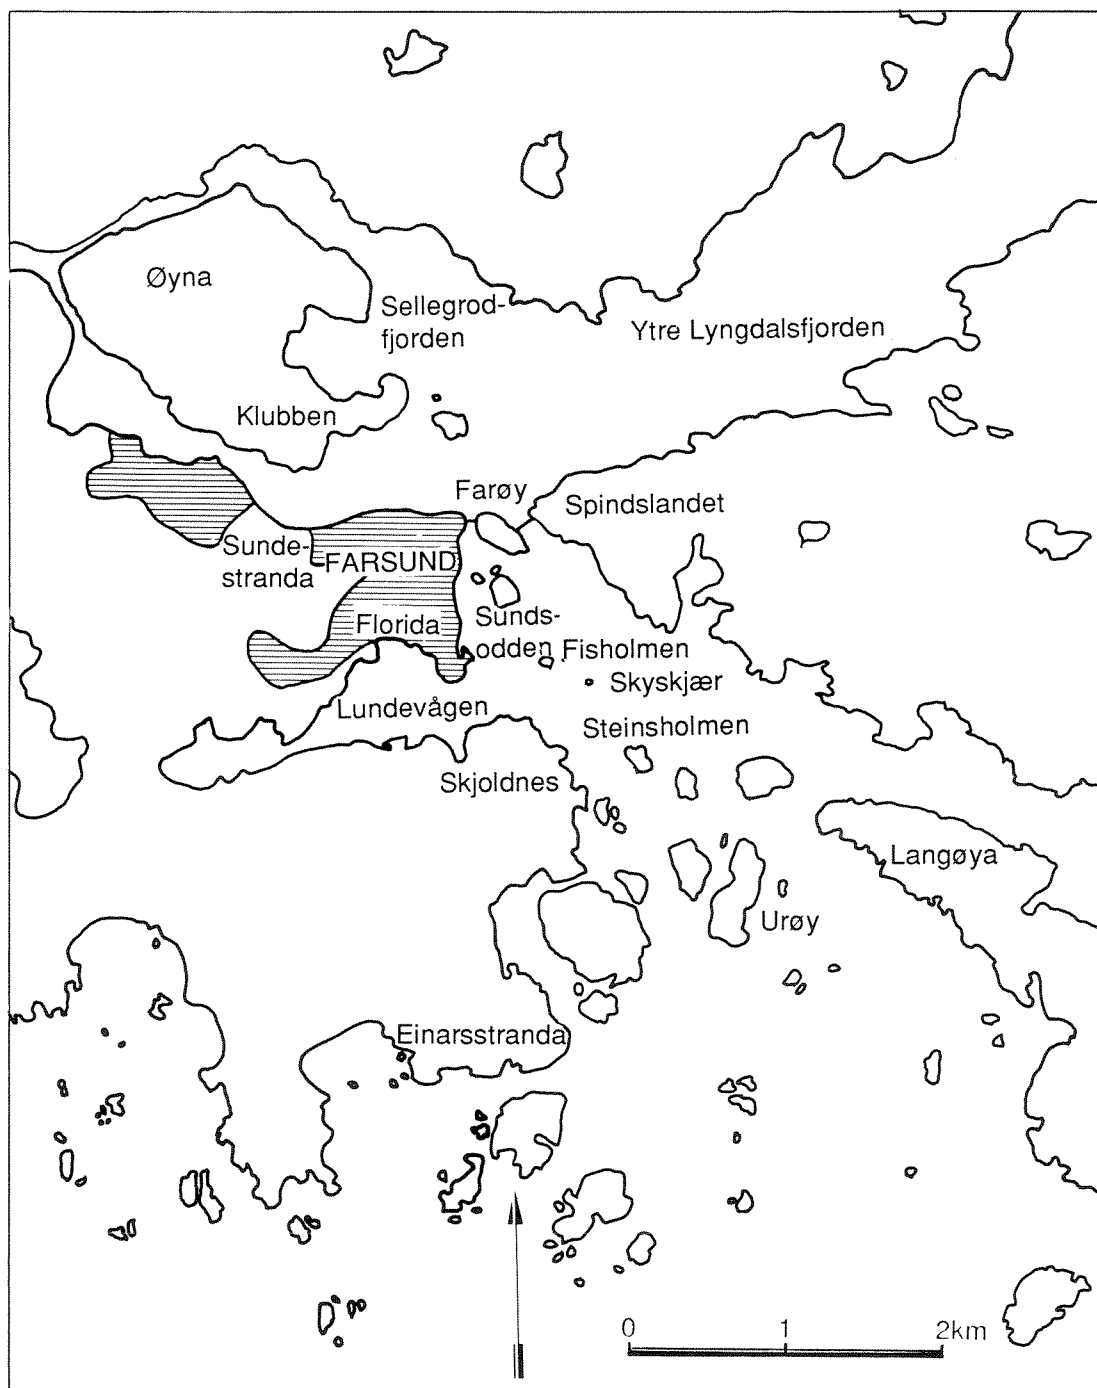 Øyna
Sellegrod-
fjorden
Ytre Lyngdalsfjorden
Klubben
Farøy
Spindslandet
Sunde-
stranda
FARSUND
Florida
Sunds-
odden
Fisholmen
Skyskjær
Lundevågen
Steinsholmen
Skjoldnes
Langøya
Urøy
Einarsstranda
0 1 2km